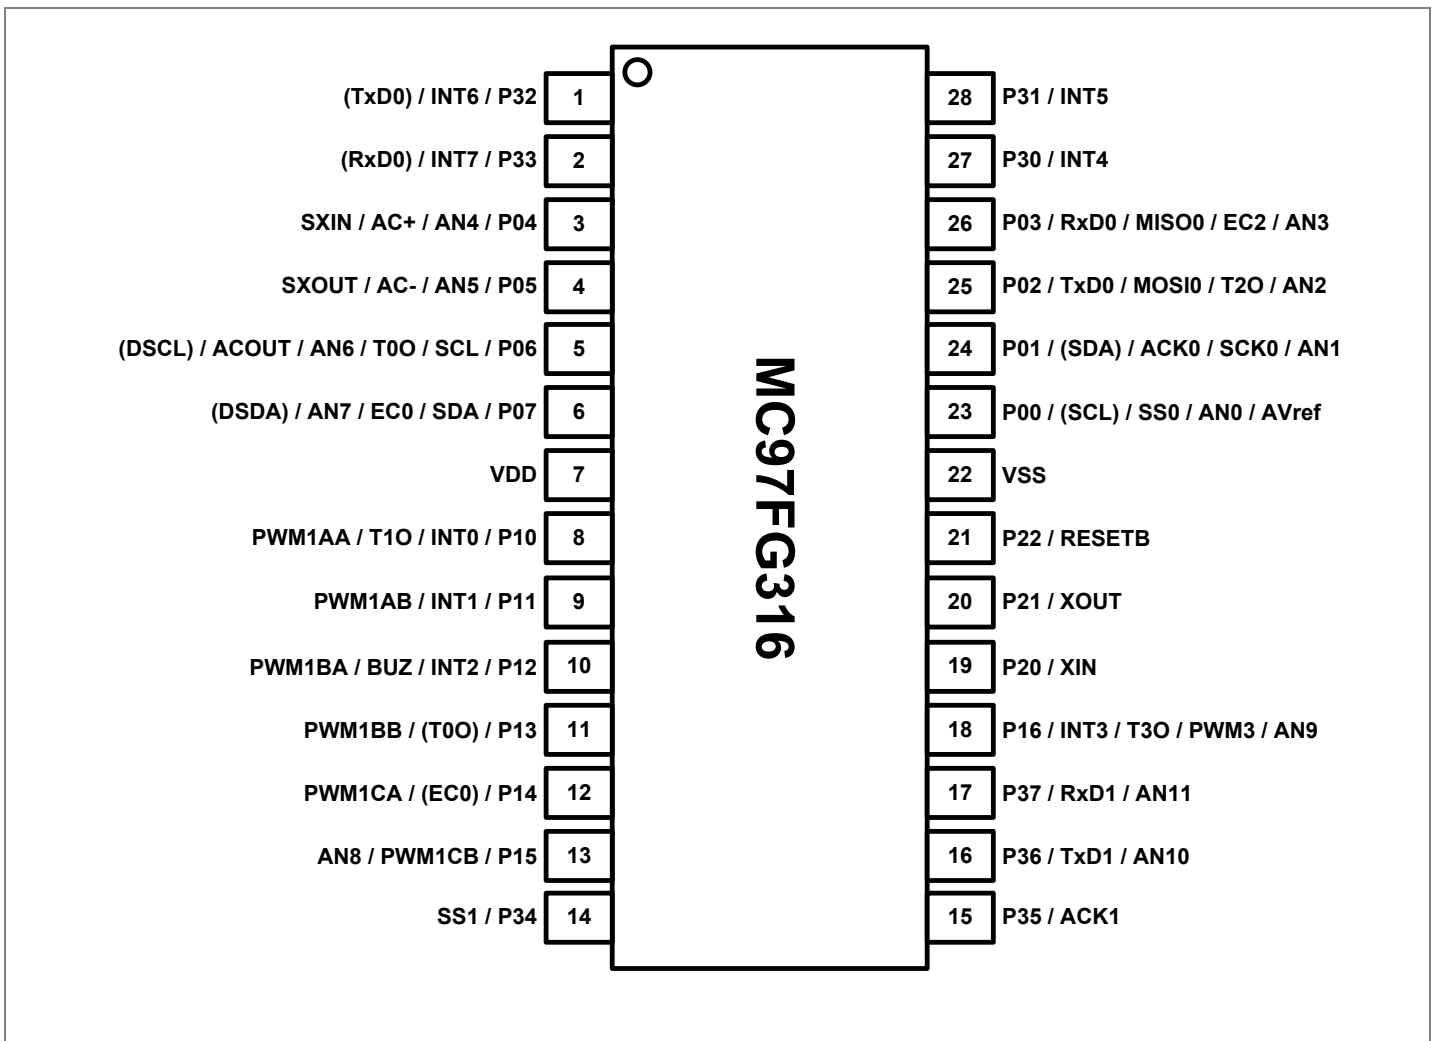 (TxD0) / INT6 / P32 1
(RxD0) / INT7 / P33 2
SXIN / AC+ / AN4 / P04 3
SXOUT / AC- / AN5 / P05 4
(DSCL) / ACOUT / AN6 / T0O / SCL / P06 5
(DSDA) / AN7 / EC0 / SDA / P07 6
VDD 7
PWM1AA / T1O / INT0 / P10 8
PWM1AB / INT1 / P11 9
PWM1BA / BUZ / INT2 / P12 10
PWM1BB / (T0O) / P13 11
PWM1CA / (EC0) / P14 12
AN8 / PWM1CB / P15 13
SS1 / P34 14
MC97FG316
28 P31 / INT5
27 P30 / INT4
26 P03 / RxD0 / MISO0 / EC2 / AN3
25 P02 / TxD0 / MOSI0 / T2O / AN2
24 P01 / (SDA) / ACK0 / SCK0 / AN1
23 P00 / (SCL) / SS0 / AN0 / AVref
22 VSS
21 P22 / RESETB
20 P21 / XOUT
19 P20 / XIN
18 P16 / INT3 / T3O / PWM3 / AN9
17 P37 / RxD1 / AN11
16 P36 / TxD1 / AN10
15 P35 / ACK1